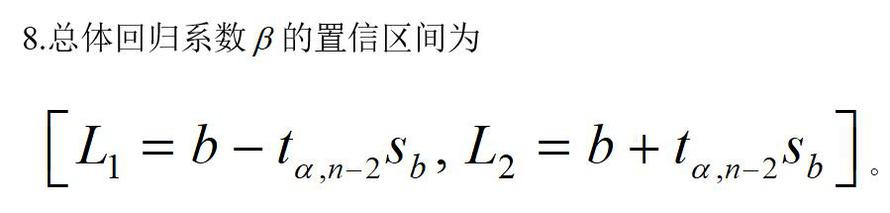 8.总体回归系数β的置信区间为
[L₁ = b − t_{α,n−2}s_b, L₂ = b + t_{α,n−2}s_b]。